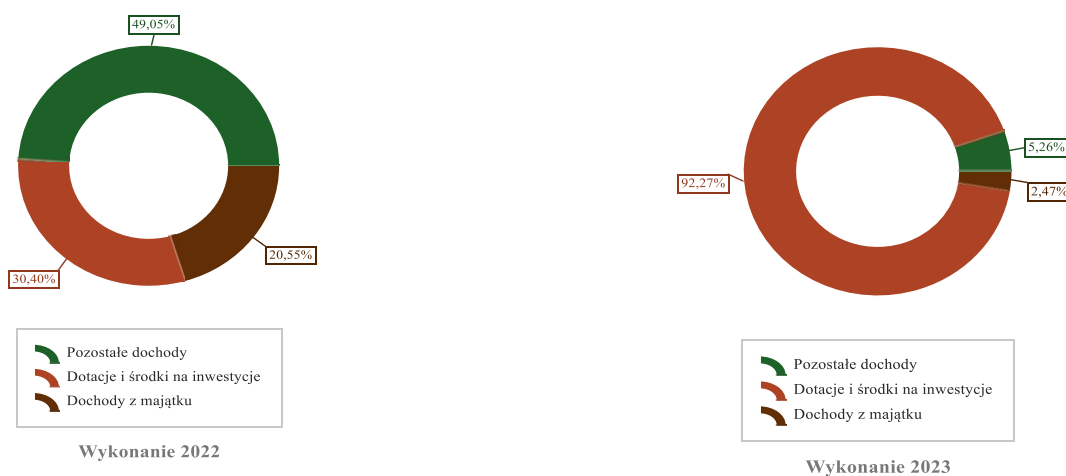 49,05%
30,40%
20,55%
Pozostałe dochody
Dotacje i środki na inwestycje
Dochody z majątku
Wykonanie 2022
92,27%
5,26%
2,47%
Pozostałe dochody
Dotacje i środki na inwestycje
Dochody z majątku
Wykonanie 2023